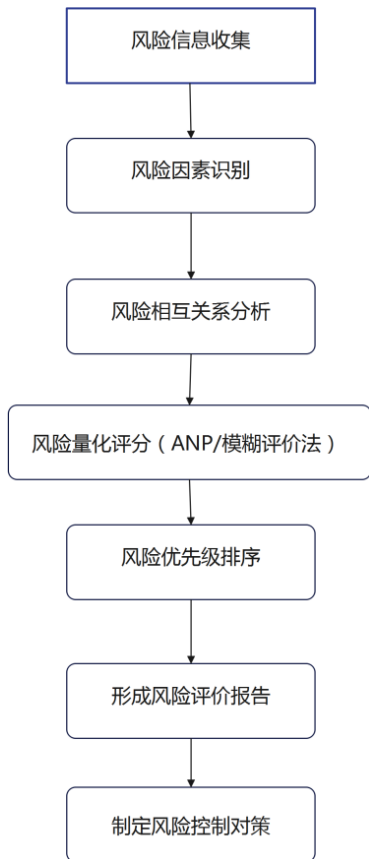 风险信息收集
风险因素识别
风险相互关系分析
风险量化评分（ANP/模糊评价法）
风险优先级排序
形成风险评价报告
制定风险控制对策